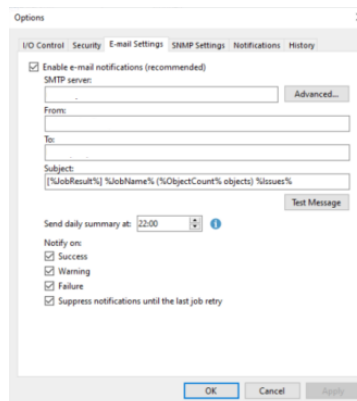 Options
I/O Control Security E-mail Settings SNMP Settings Notifications History
Enable e-mail notifications (recommended)
SMTP server:
Advanced...
From:
To:
Subject:
[%JobResult%] %JobName% (%ObjectCount% objects) %Issues%
Test Message
Send daily summary at: 22:00
Notify on:
Success
Warning
Failure
Suppress notifications until the last job retry
OK Cancel Apply